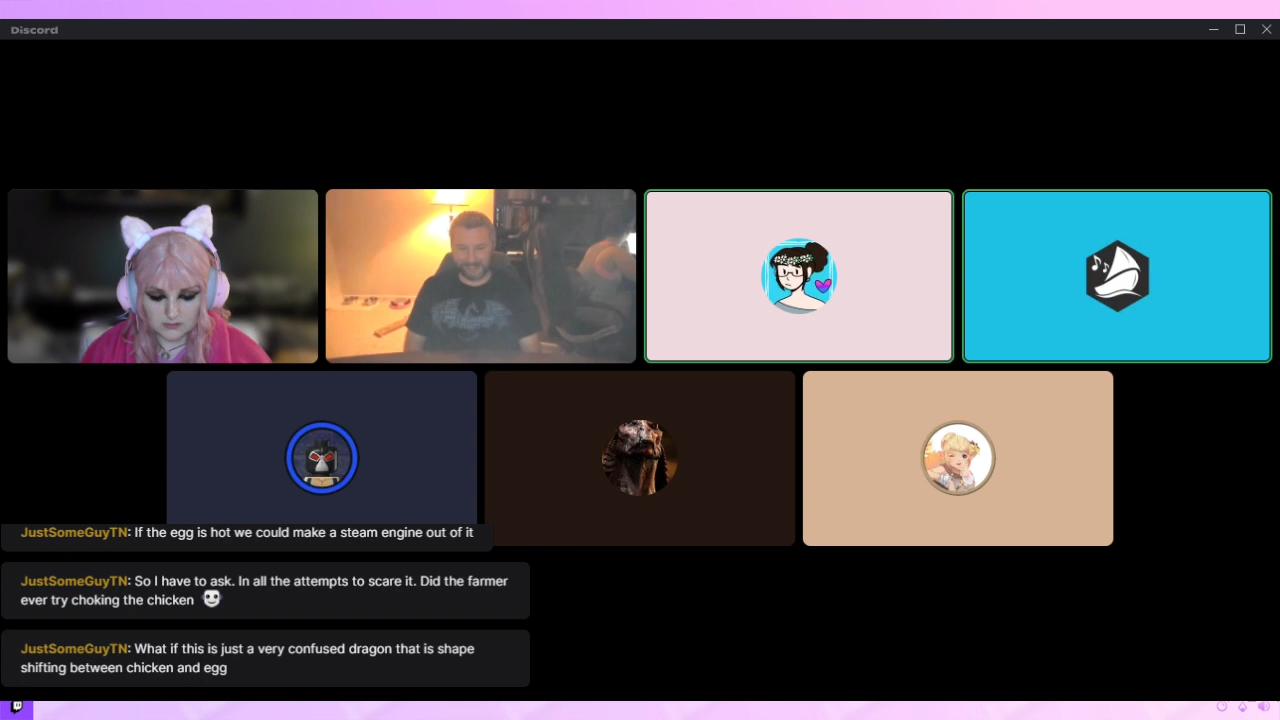 Discord
JustSomeGuyTN: If the egg is hot we could make a steam engine out of it
JustSomeGuyTN: So I have to ask. In all the attempts to scare it. Did the farmer
ever try choking the chicken
JustSomeGuyTN: What if this is just a very confused dragon that is shape
shifting between chicken and egg